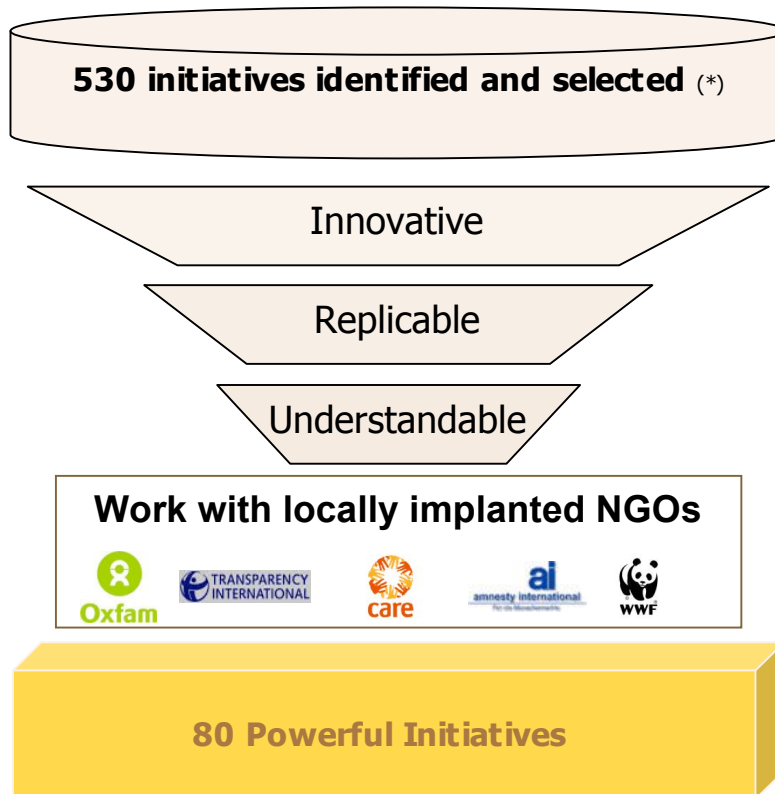 530 initiatives identified and selected (*)
Innovative
Replicable
Understandable
Work with locally implanted NGOs
Oxfam
TRANSPARENCY
INTERNATIONAL
care
ai
amnesty international
WWF
80 Powerful Initiatives